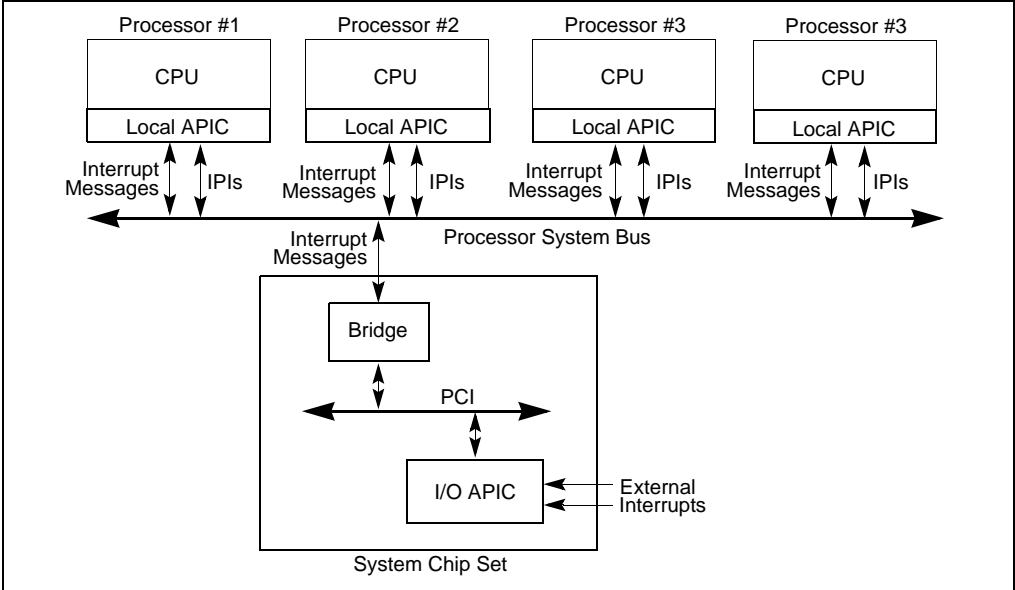 Processor #1
Processor #2
Processor #3
Processor #3
CPU
CPU
CPU
CPU
Local APIC
Local APIC
Local APIC
Local APIC
Interrupt
Messages
IPIs
Interrupt
Messages
IPIs
Interrupt
Messages
IPIs
Interrupt
Messages
IPIs
Processor System Bus
Interrupt
Messages
Bridge
PCI
I/O APIC
External
Interrupts
System Chip Set